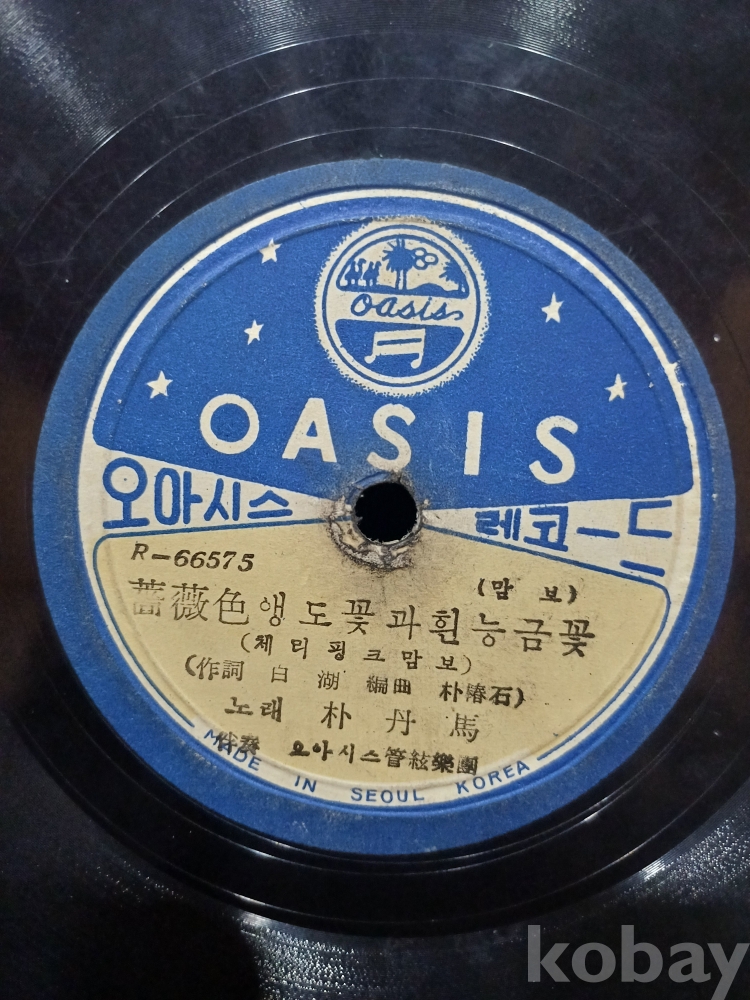 oasis
OASIS
오아시스 레코ー드
R-66575
(맘보)
薔薇色앵도꽃과흰능금꽃
(체리핑크맘보)
(作詞 白湖 編曲 朴椿石)
노래 朴丹馬
伴奏 오아시스管絃樂團
MADE IN SEOUL KOREA
kobay